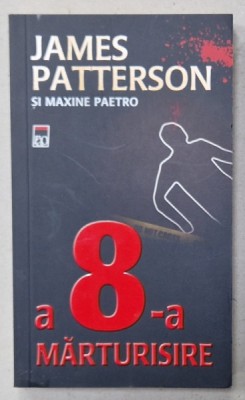 JAMES
PATTERSON
ȘI MAXINE PAETRO
a 8-a
MĂRTURISIRE